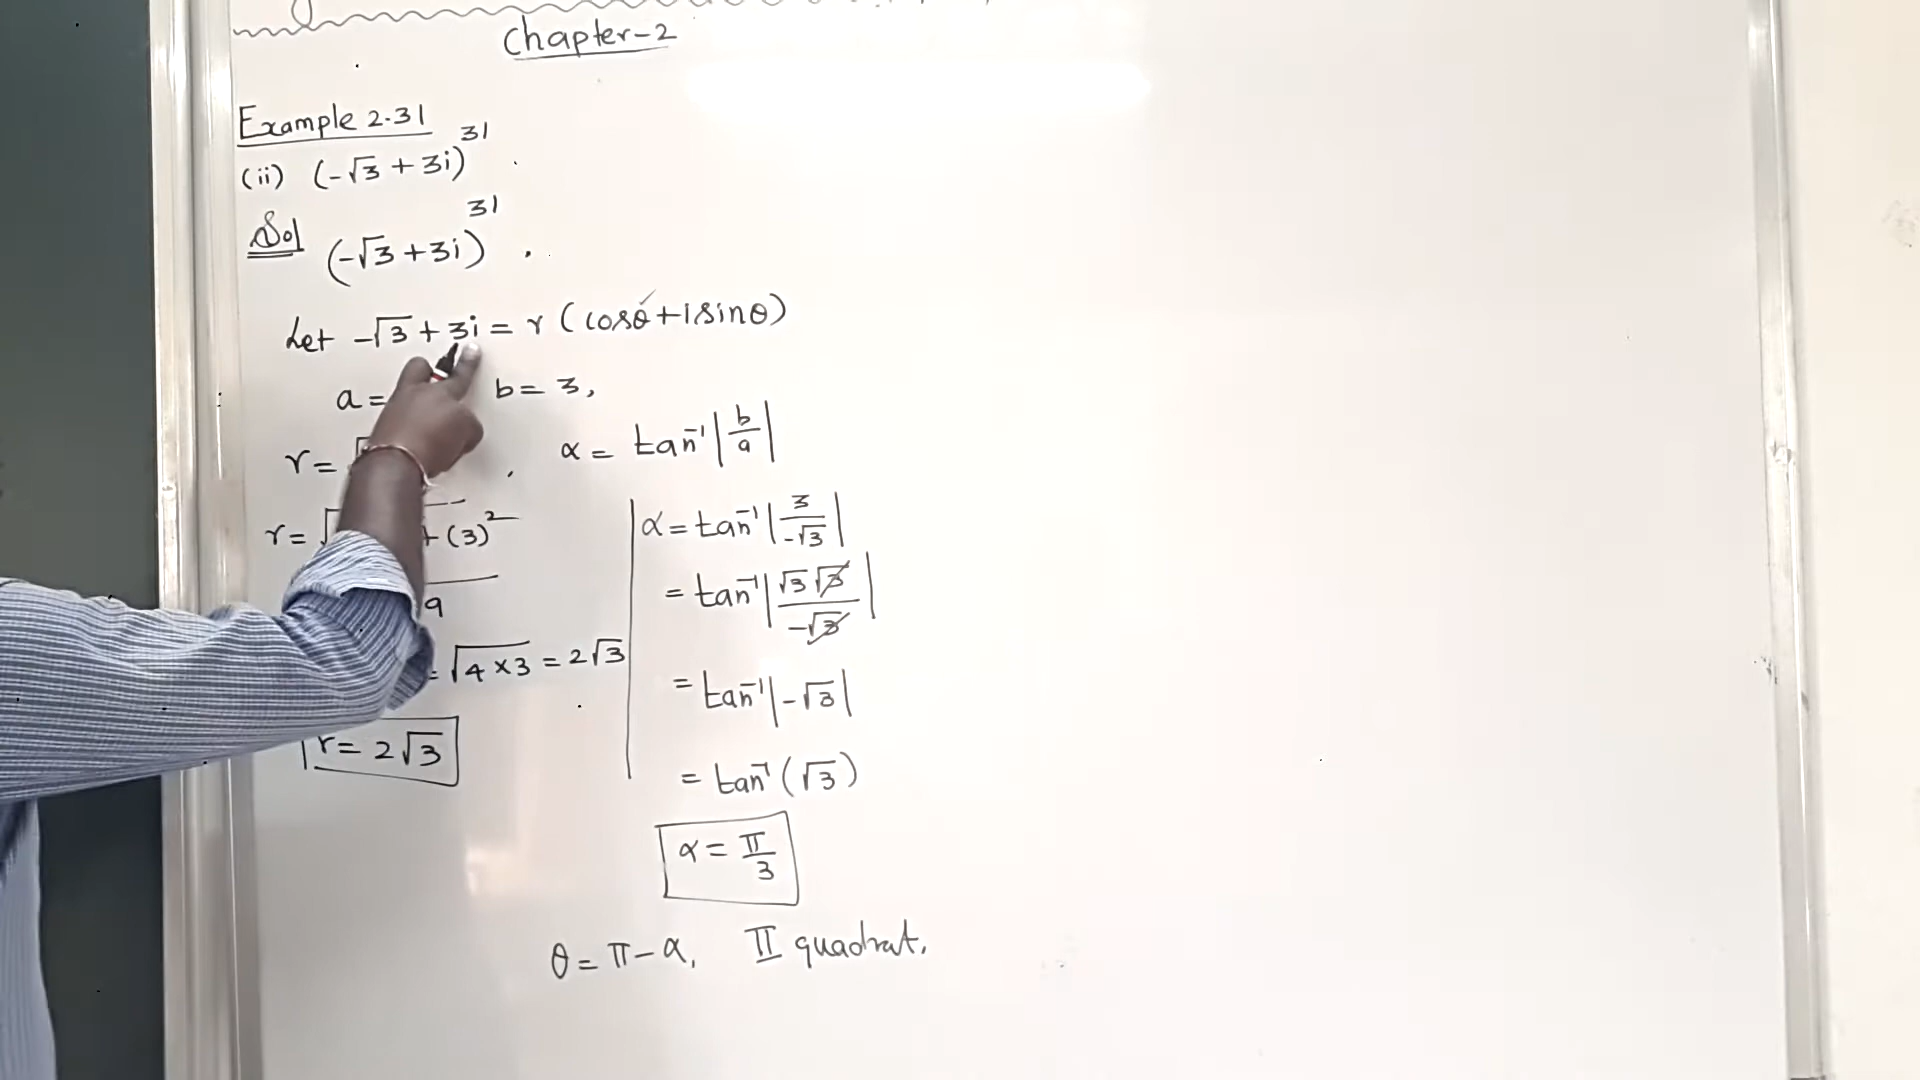 Chapter-2
Example 2.31
(ii) (-√3 + 3i)^31
Sol (-√3 + 3i)^31
Let -√3 + 3i = r (cosθ + i sinθ)
a = b = 3,
r = √ , α = tan⁻¹ |b/a|
r = √ + (3)²
9
= √4×3 = 2√3
r = 2√3
α = tan⁻¹ |3/-√3|
= tan⁻¹ |√3 √3/-√3|
= tan⁻¹ |-√3|
= tan⁻¹ (√3)
α = π/3
θ = π - α, II quadrat.